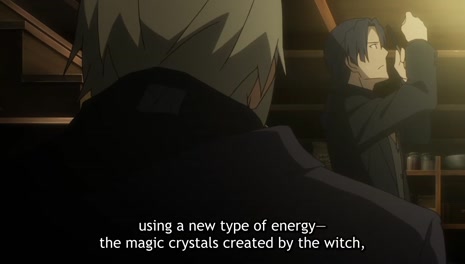 using a new type of energy—
the magic crystals created by the witch,